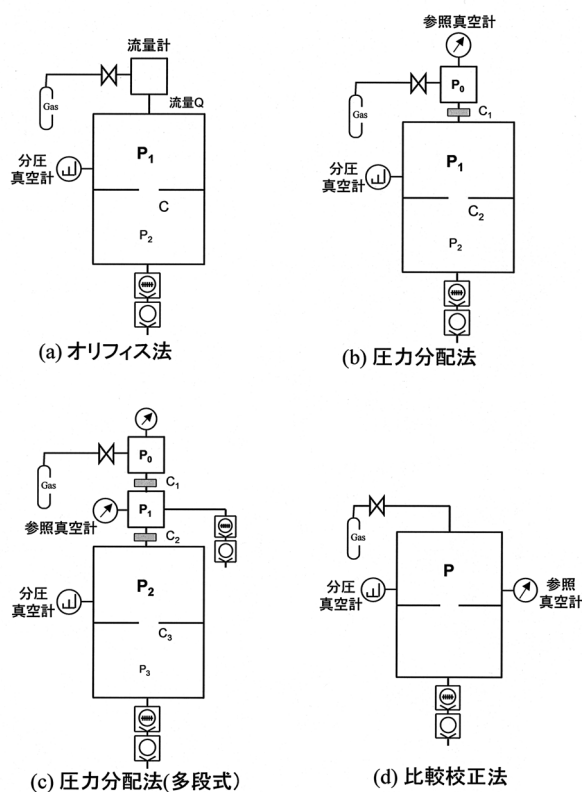 流量計
Gas
流量Q
P1
分圧
真空計
C
P2
(a) オリフィス法
参照真空計
P0
Gas
C1
P1
分圧
真空計
C2
P2
(b) 圧力分配法
P0
Gas
C1
P1
参照真空計
C2
P2
分圧
真空計
C3
P3
(c) 圧力分配法(多段式)
Gas
P
分圧
真空計
参照
真空計
(d) 比較校正法